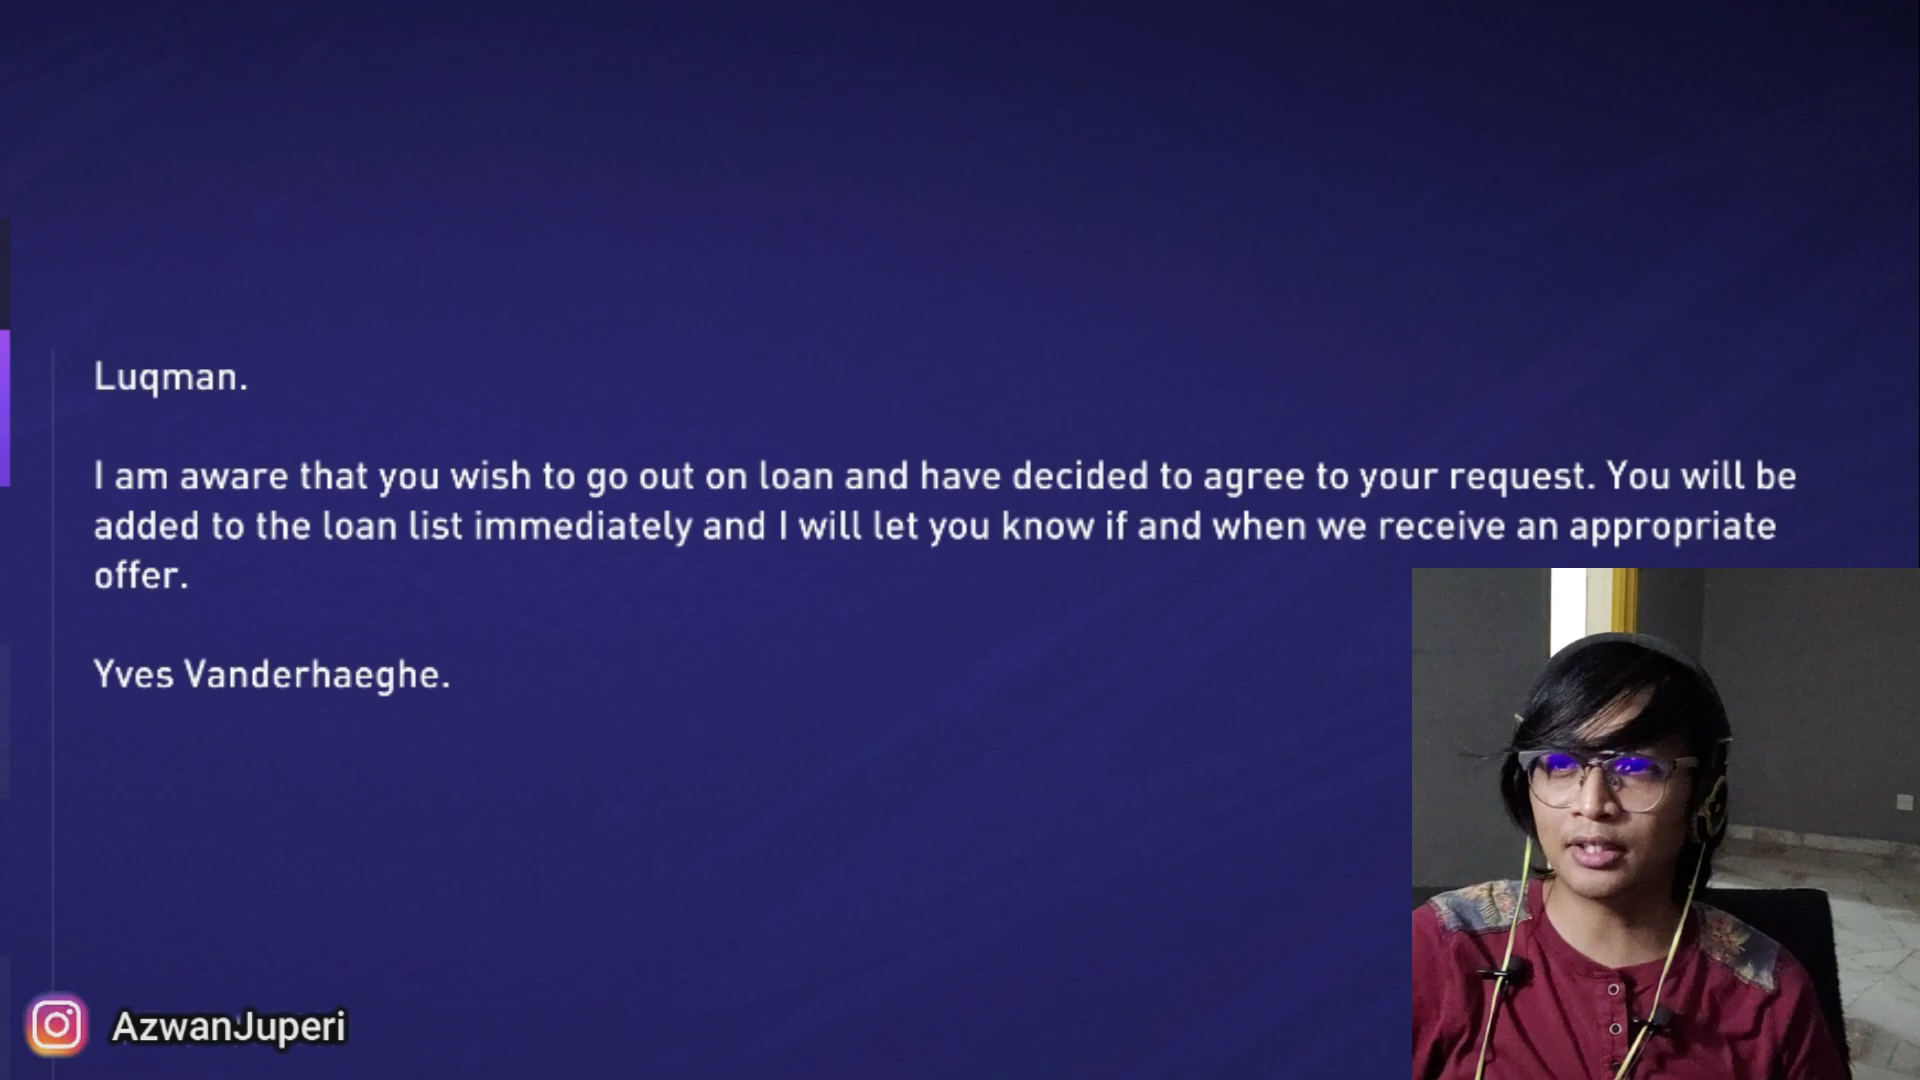 Luqman.
I am aware that you wish to go out on loan and have decided to agree to your request. You will be
added to the loan list immediately and I will let you know if and when we receive an appropriate
offer.
Yves Vanderhaeghe.
AzwanJuperi